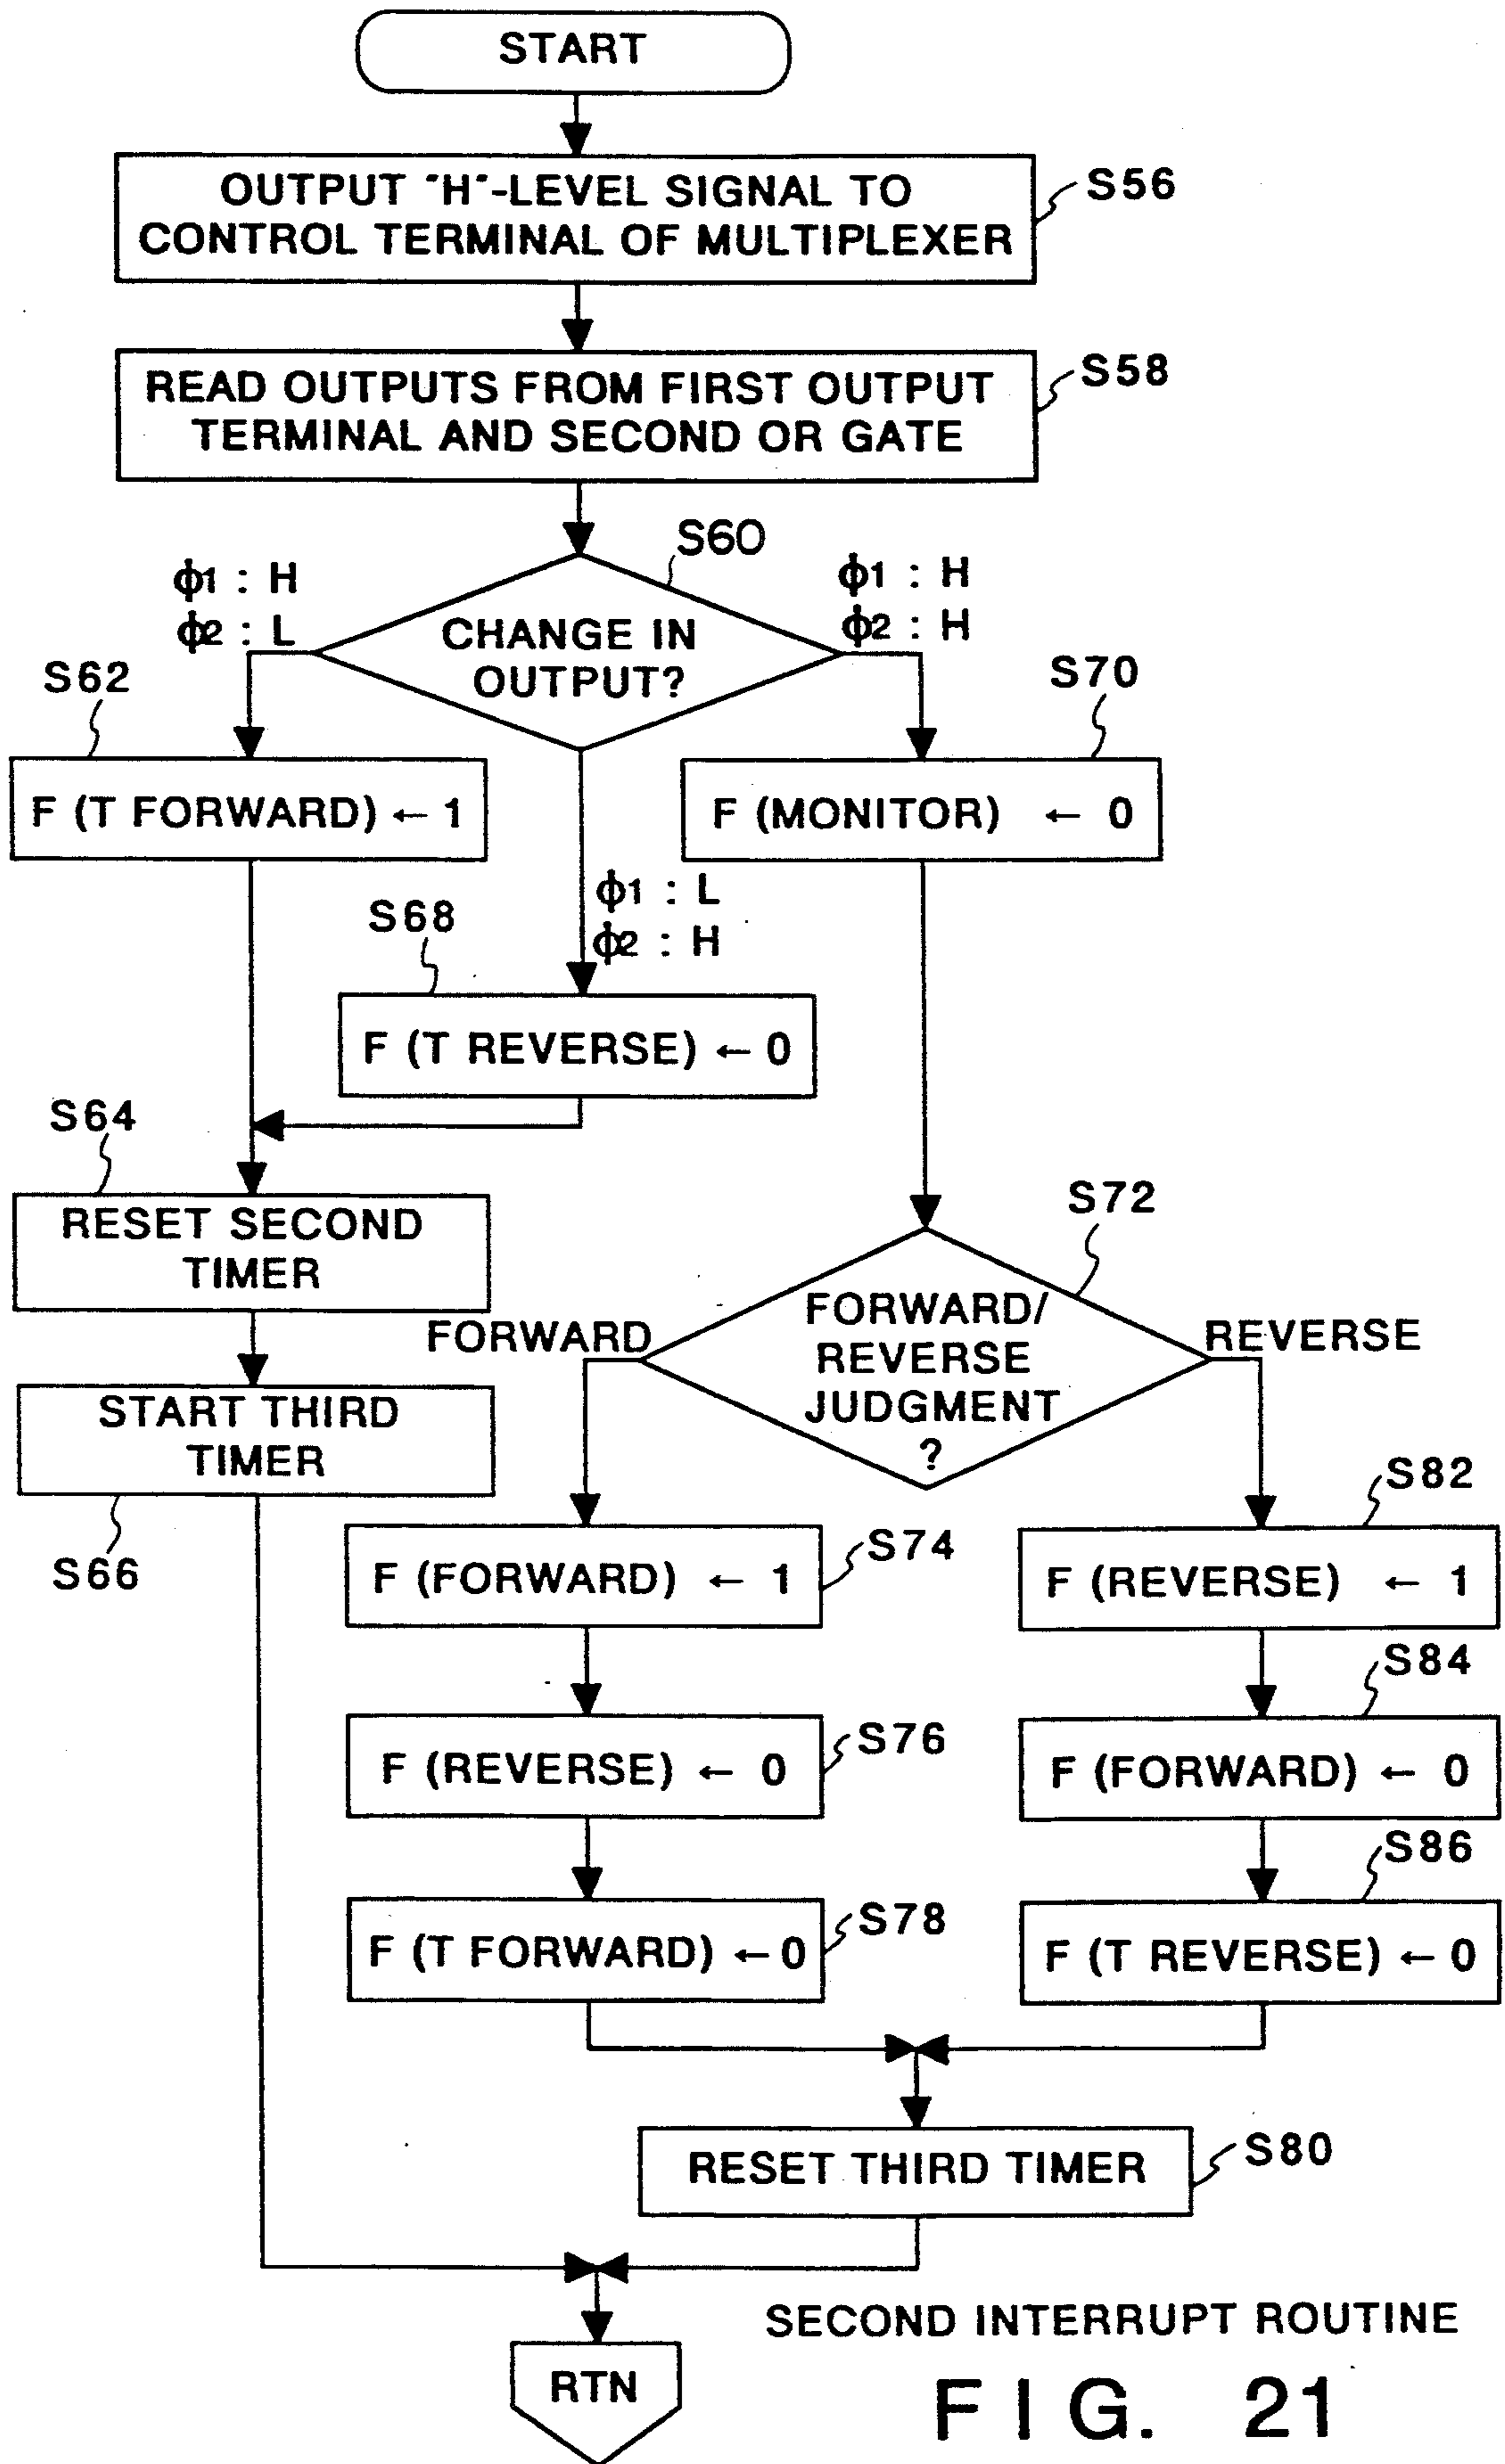 START
OUTPUT "H"-LEVEL SIGNAL TO
CONTROL TERMINAL OF MULTIPLEXER
S56
READ OUTPUTS FROM FIRST OUTPUT
TERMINAL AND SECOND OR GATE
S58
S60
ϕ1 : H
ϕ2 : L
CHANGE IN
OUTPUT?
ϕ1 : H
ϕ2 : H
S62
F (T FORWARD) ← 1
S70
F (MONITOR) ← 0
ϕ1 : L
ϕ2 : H
S68
F (T REVERSE) ← 0
S64
RESET SECOND
TIMER
S72
FORWARD/
REVERSE
JUDGMENT
?
FORWARD
REVERSE
START THIRD
TIMER
S66
F (FORWARD) ← 1
S74
S82
F (REVERSE) ← 1
F (REVERSE) ← 0
S76
S84
F (FORWARD) ← 0
F (T FORWARD) ← 0
S78
S86
F (T REVERSE) ← 0
RESET THIRD TIMER
S80
RTN
SECOND INTERRUPT ROUTINE
FIG. 21